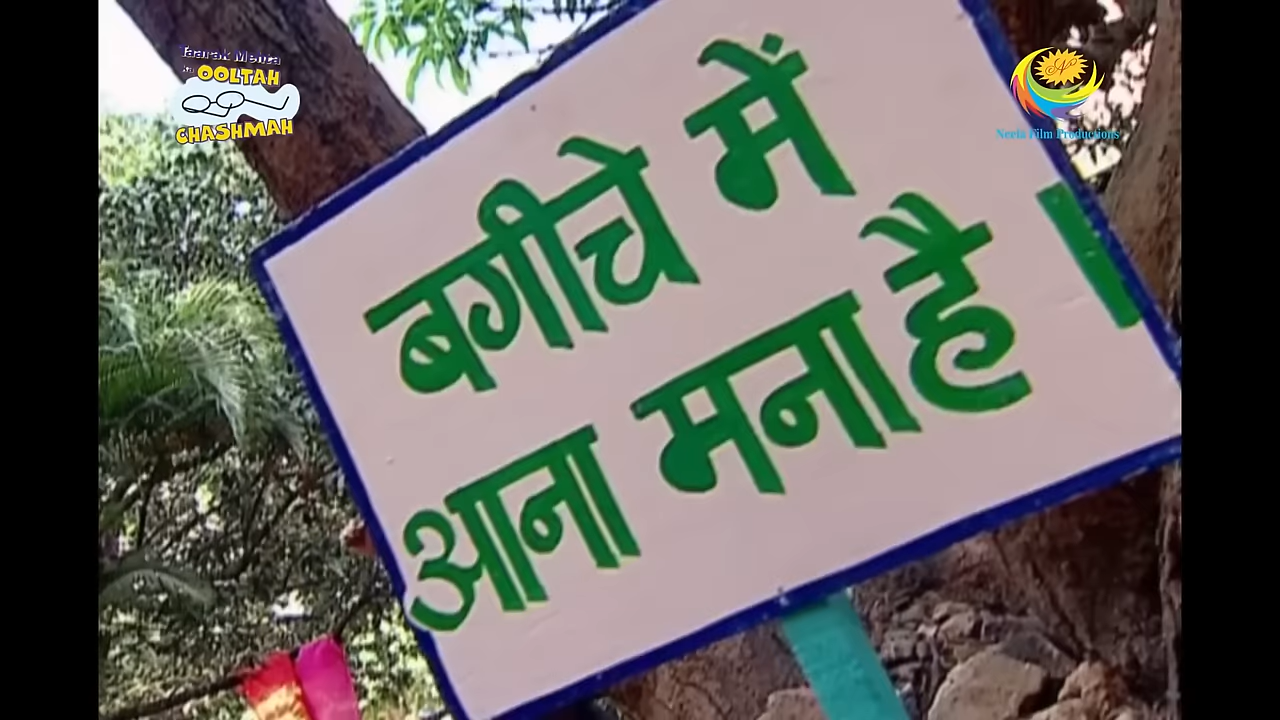 Taarak Mehta
ka OOLTAH
CHASHMAH
Neela Film Productions
बगीचे में
आना मना है।